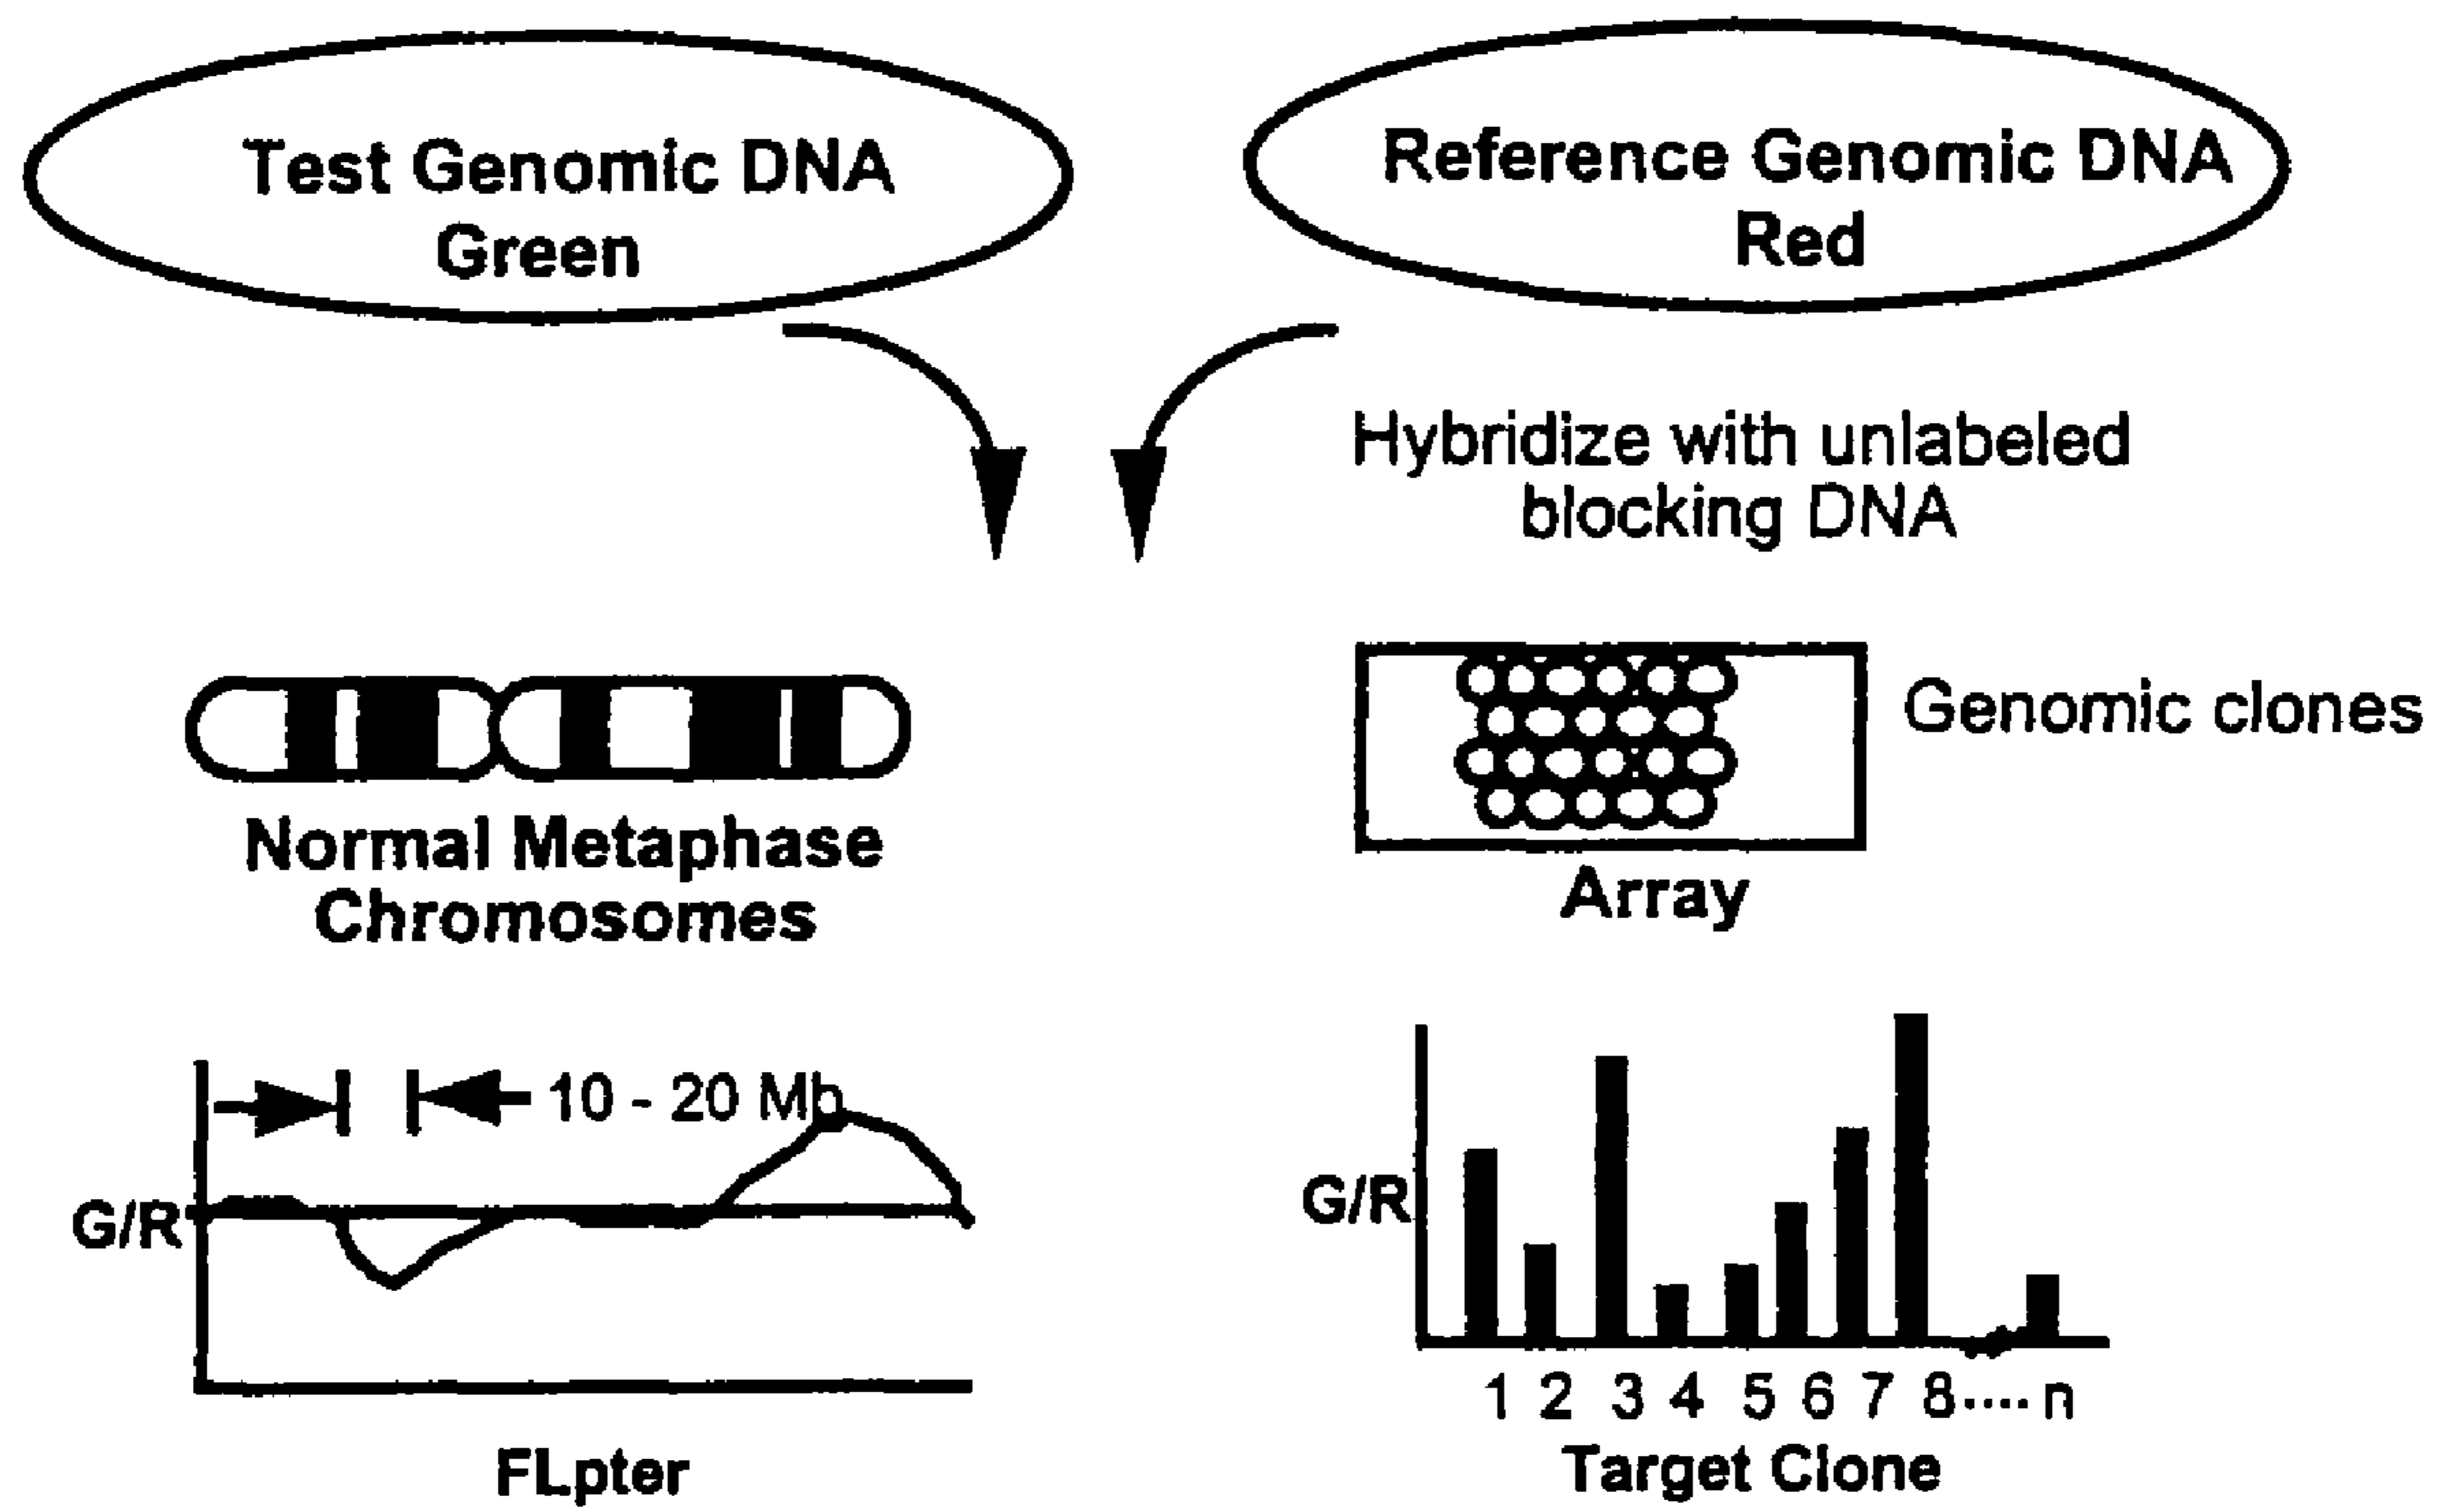 Test Genomic DNA
Green
Reference Genomic DNA
Red
Hybridize with unlabeled
blocking DNA
Genomic clones
Normal Metaphase
Chromosomes
Array
10 - 20 Mb
G/R
FLpter
G/R
1 2 3 4 5 6 7 8.... n
Target Clone